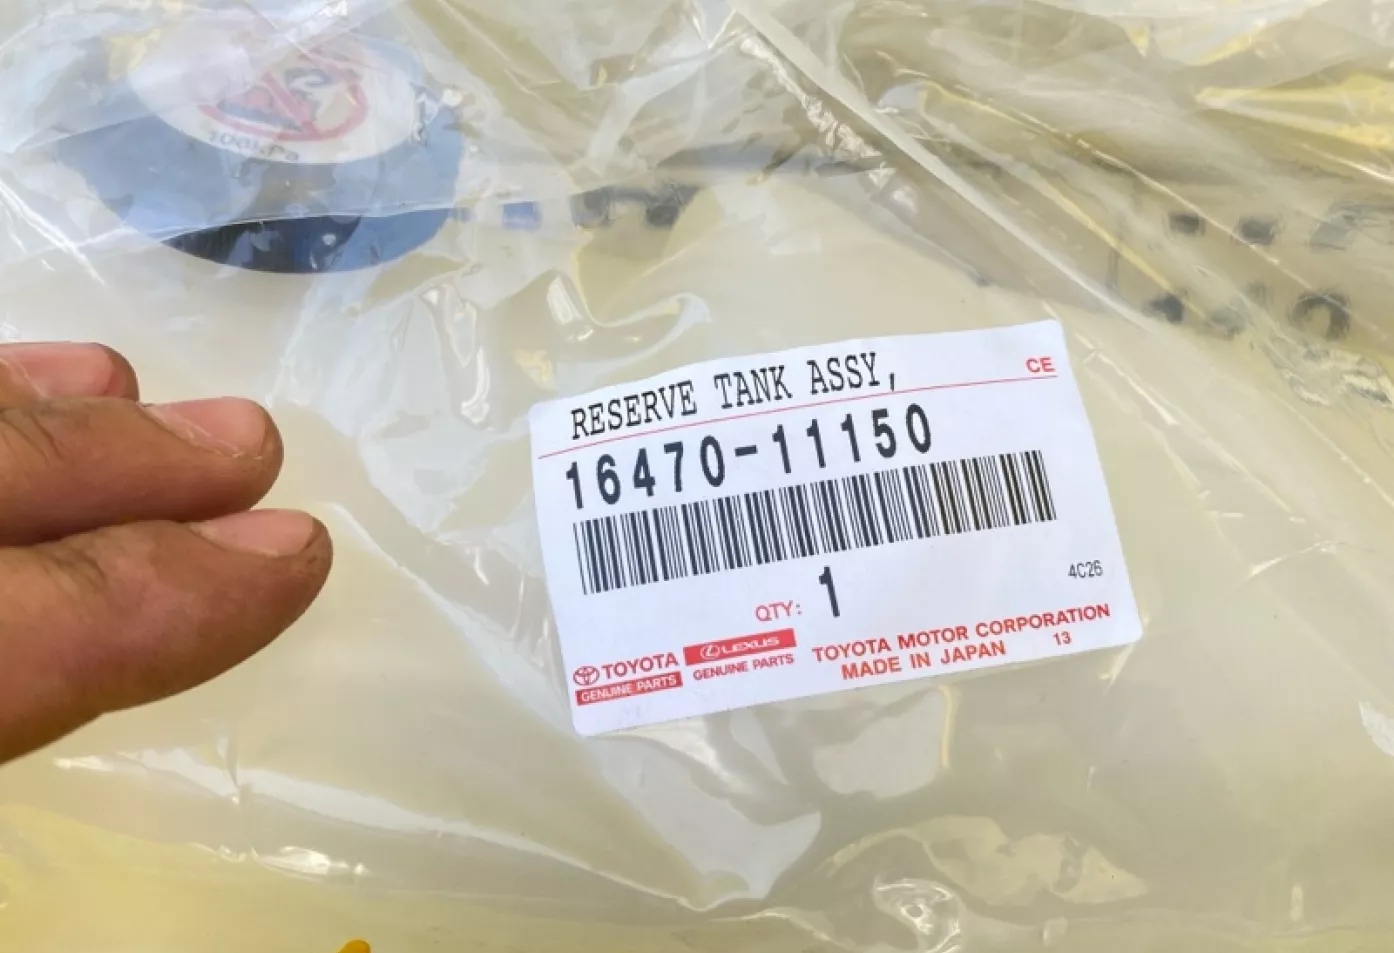 RESERVE TANK ASSY,
CE
16470-11150
4C26
QTY: 1
TOYOTA
GENUINE PARTS
LEXUS
GENUINE PARTS
TOYOTA MOTOR CORPORATION
MADE IN JAPAN 13